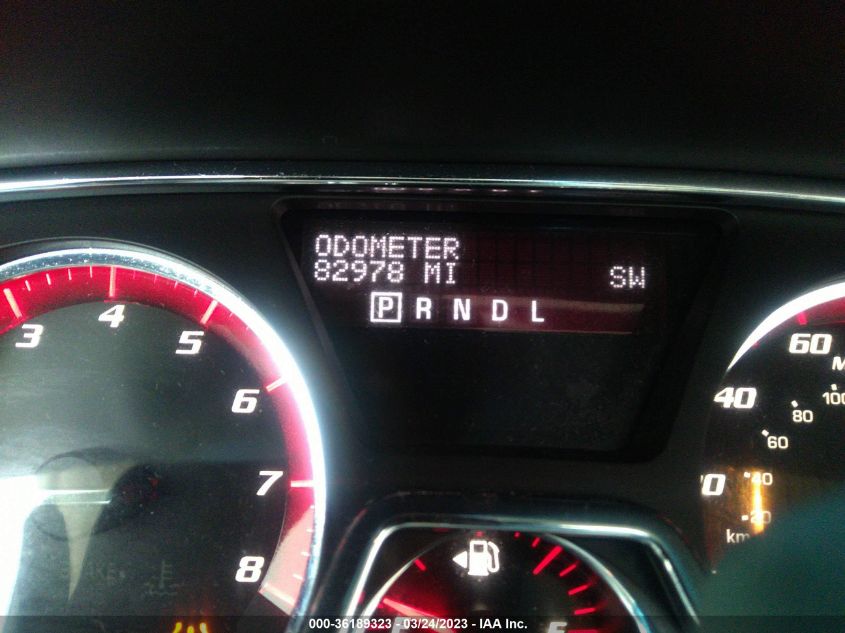 ODOMETER
82978 MI SW
P R N D L
3 4 5 6 7 8
40 60
20 40 60 80 100
km
E
000-36189323 - 03/24/2023 - IAA Inc.